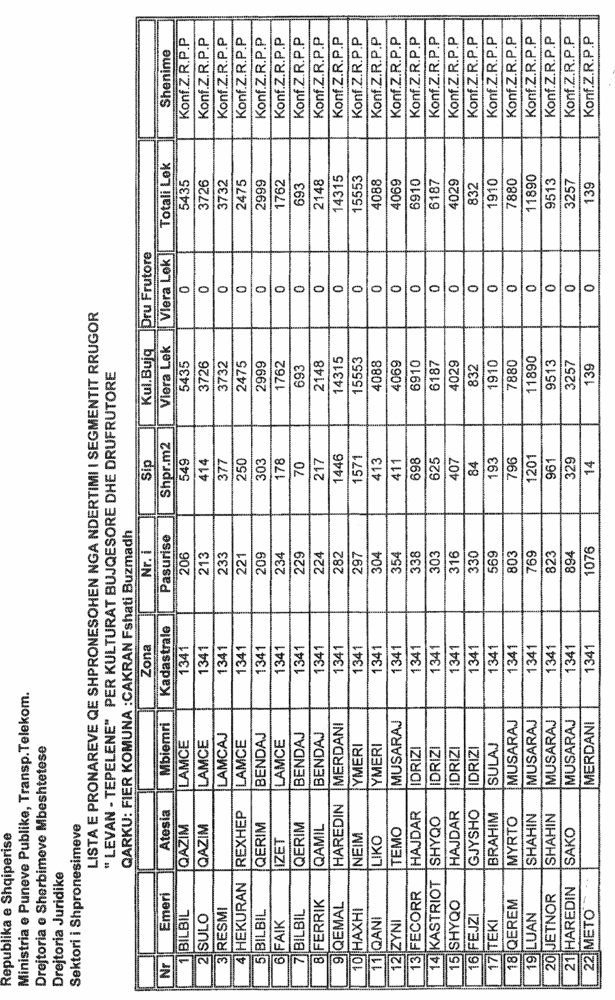 Republika e Shqiperise
Ministria e Puneve Publike, Transp.Telekom.
Drejtoria e Sherbimeve Mbeshtetese
Drejtoria Juridike
Sektori i Shpronesimeve
LISTA E PRONAREVE QE SHPRONESOHEN NGA NDERTIMI I SEGMENTIT RRUGOR
" LEVAN - TEPELENE" PER KULTURAT BUJQESORE DHE DRUFRUTORE
QARKU: FIER KOMUNA :CAKRAN Fshati Buzmadh
Zona Nr. i Sip Kul.Bujq Dru Frutore
Nr Emeri Atesia Mbiemri Kadastrale Pasurise Shpr.m2 Vlera Lek Vlera Lek Totali Lek Shenime
1 BILBIL QAZIM LAMCE 1341 206 549 5435 0 5435 Konf.Z.R.P.P
2 SULO QAZIM LAMCE 1341 213 414 3726 0 3726 Konf.Z.R.P.P
3 RESMI LAMCAJ 1341 233 377 3732 0 3732 Konf.Z.R.P.P
4 HEKURAN REXHEP LAMCE 1341 221 250 2475 0 2475 Konf.Z.R.P.P
5 BILBIL QERIM BENDAJ 1341 209 303 2999 0 2999 Konf.Z.R.P.P
6 FAIK IZET LAMCE 1341 234 178 1762 0 1762 Konf.Z.R.P.P
7 BILBIL QERIM BENDAJ 1341 229 70 693 0 693 Konf.Z.R.P.P
8 FERRIK QAMIL BENDAJ 1341 224 217 2148 0 2148 Konf.Z.R.P.P
9 QEMAL HAREDIN MERDANI 1341 282 1446 14315 0 14315 Konf.Z.R.P.P
10 HAXHI NEIM YMERI 1341 297 1571 15553 0 15553 Konf.Z.R.P.P
11 QANI LIKO YMERI 1341 304 413 4088 0 4088 Konf.Z.R.P.P
12 ZYNI TEMO MUSARAJ 1341 354 411 4069 0 4069 Konf.Z.R.P.P
13 FECORR HAJDAR IDRIZI 1341 338 698 6910 0 6910 Konf.Z.R.P.P
14 KASTRIOT SHYQO IDRIZI 1341 303 625 6187 0 6187 Konf.Z.R.P.P
15 SHYQO HAJDAR IDRIZI 1341 316 407 4029 0 4029 Konf.Z.R.P.P
16 FEJZI GJYSHO IDRIZI 1341 330 84 832 0 832 Konf.Z.R.P.P
17 TEKI BRAHIM SULAJ 1341 569 193 1910 0 1910 Konf.Z.R.P.P
18 QEREM MYRTO MUSARAJ 1341 803 796 7880 0 7880 Konf.Z.R.P.P
19 LUAN SHAHIN MUSARAJ 1341 769 1201 11890 0 11890 Konf.Z.R.P.P
20 JETNOR SHAHIN MUSARAJ 1341 823 961 9513 0 9513 Konf.Z.R.P.P
21 HAREDIN SAKO MUSARAJ 1341 894 329 3257 0 3257 Konf.Z.R.P.P
22 METO MERDANI 1341 1076 14 139 0 139 Konf.Z.R.P.P